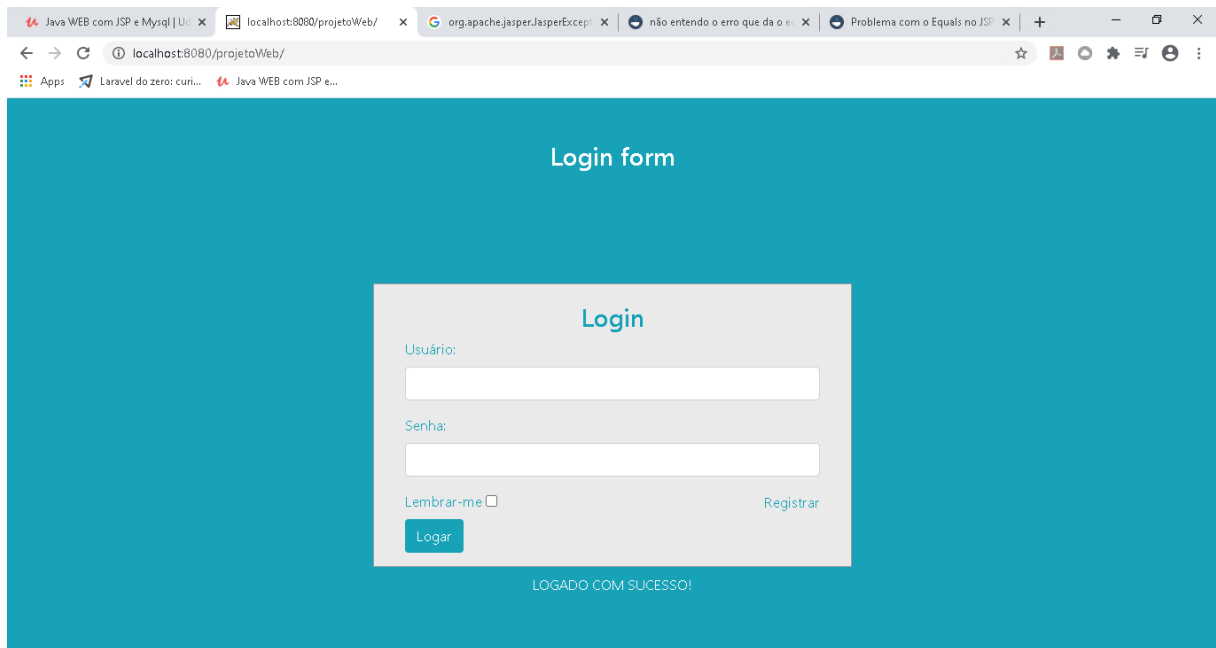 Java WEB com JSP e Mysql | Ud
localhost:8080/projetoWeb/
org.apache.jasper.JasperExcept
não entendo o erro que da o ec
Problema com o Equals no JSP
localhost:8080/projetoWeb/
Apps
Laravel do zero: curi...
Java WEB com JSP e...
Login form
Login
Usuário:
Senha:
Lembrar-me
Registrar
Logar
LOGADO COM SUCESSO!